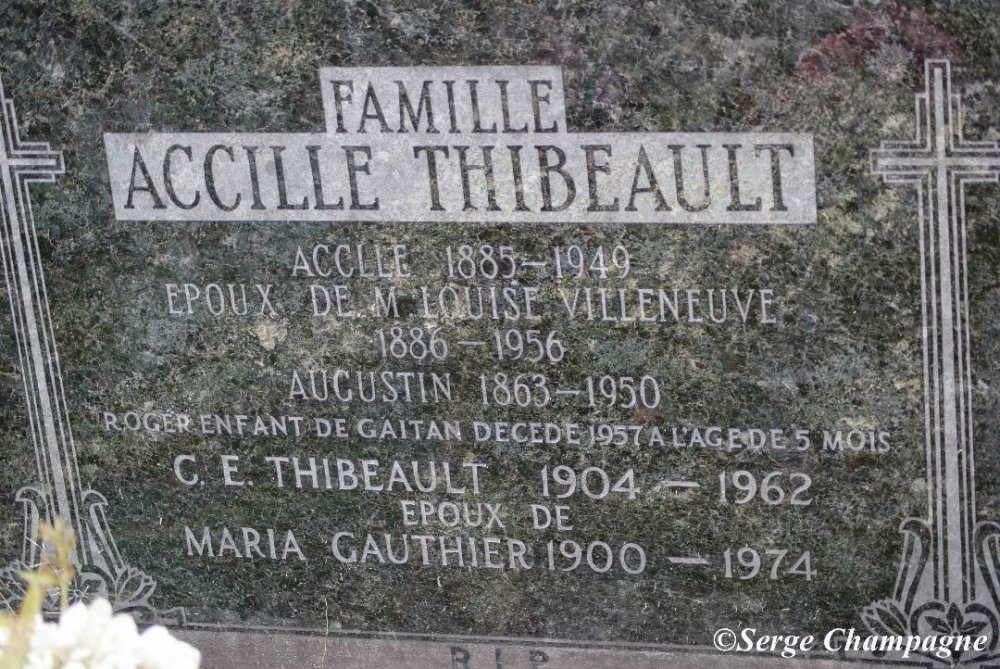 FAMILLE
ACCILLE THIBEAULT
ACCLLE 1885–1949
EPOUX DE M LOUISE VILLENEUVE
1886–1956
AUGUSTIN 1863–1950
ROGER ENFANT DE GAITAN DECEDE 1957 A L'AGE DE 5 MOIS
C. E. THIBEAULT 1904 – 1962
EPOUX DE
MARIA GAUTHIER 1900 – 1974
RIP
©Serge Champagne